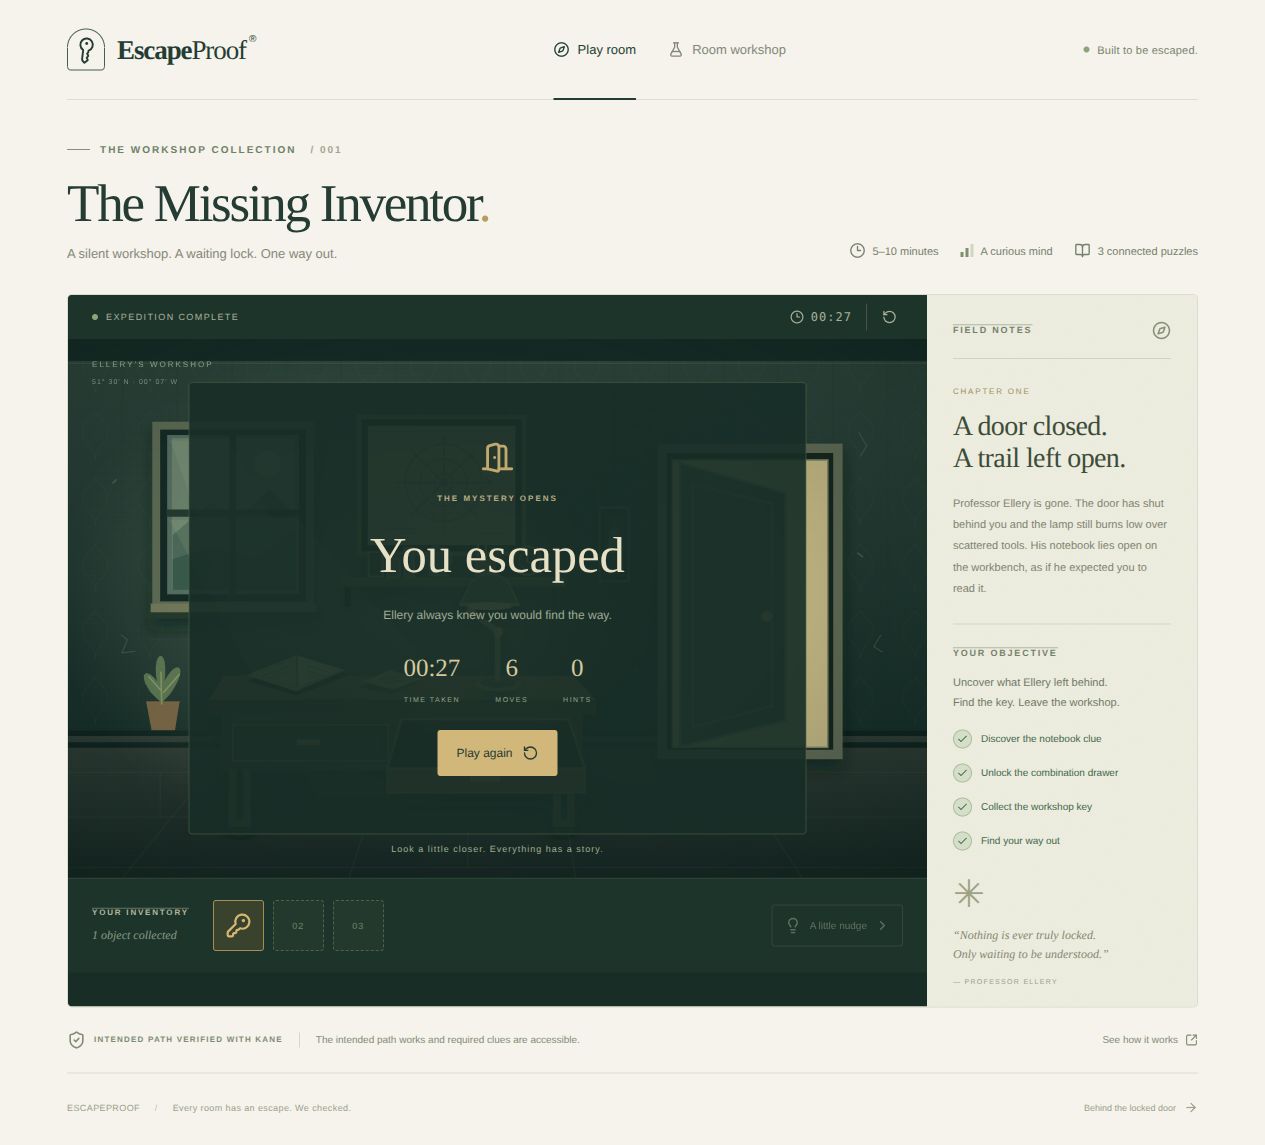 EscapeProof®
Play room
Room workshop
Built to be escaped.
THE WORKSHOP COLLECTION / 001
The Missing Inventor.
A silent workshop. A waiting lock. One way out.
5–10 minutes
A curious mind
3 connected puzzles
EXPEDITION COMPLETE
00:27
ELLERY'S WORKSHOP
51° 30' N · 00° 07' W
THE MYSTERY OPENS
You escaped
Ellery always knew you would find the way.
00:27 6 0
TIME TAKEN MOVES HINTS
Play again
Look a little closer. Everything has a story.
YOUR INVENTORY
1 object collected
02
03
A little nudge
FIELD NOTES
CHAPTER ONE
A door closed.
A trail left open.
Professor Ellery is gone. The door has shut
behind you and the lamp still burns low over
scattered tools. His notebook lies open on
the workbench, as if he expected you to
read it.
YOUR OBJECTIVE
Uncover what Ellery left behind.
Find the key. Leave the workshop.
Discover the notebook clue
Unlock the combination drawer
Collect the workshop key
Find your way out
“Nothing is ever truly locked.
Only waiting to be understood.”
— PROFESSOR ELLERY
INTENDED PATH VERIFIED WITH KANE
The intended path works and required clues are accessible.
See how it works
ESCAPEPROOF / Every room has an escape. We checked.
Behind the locked door